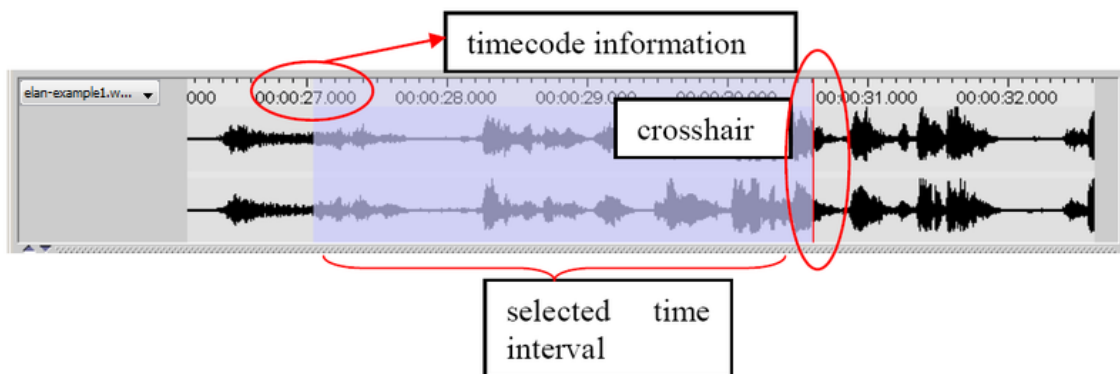 timecode information
elan-example1.w...
000 00:00:27.000 00:00:28.000 00:00:29.000 00:00:31.000 00:00:32.000
crosshair
selected time
interval